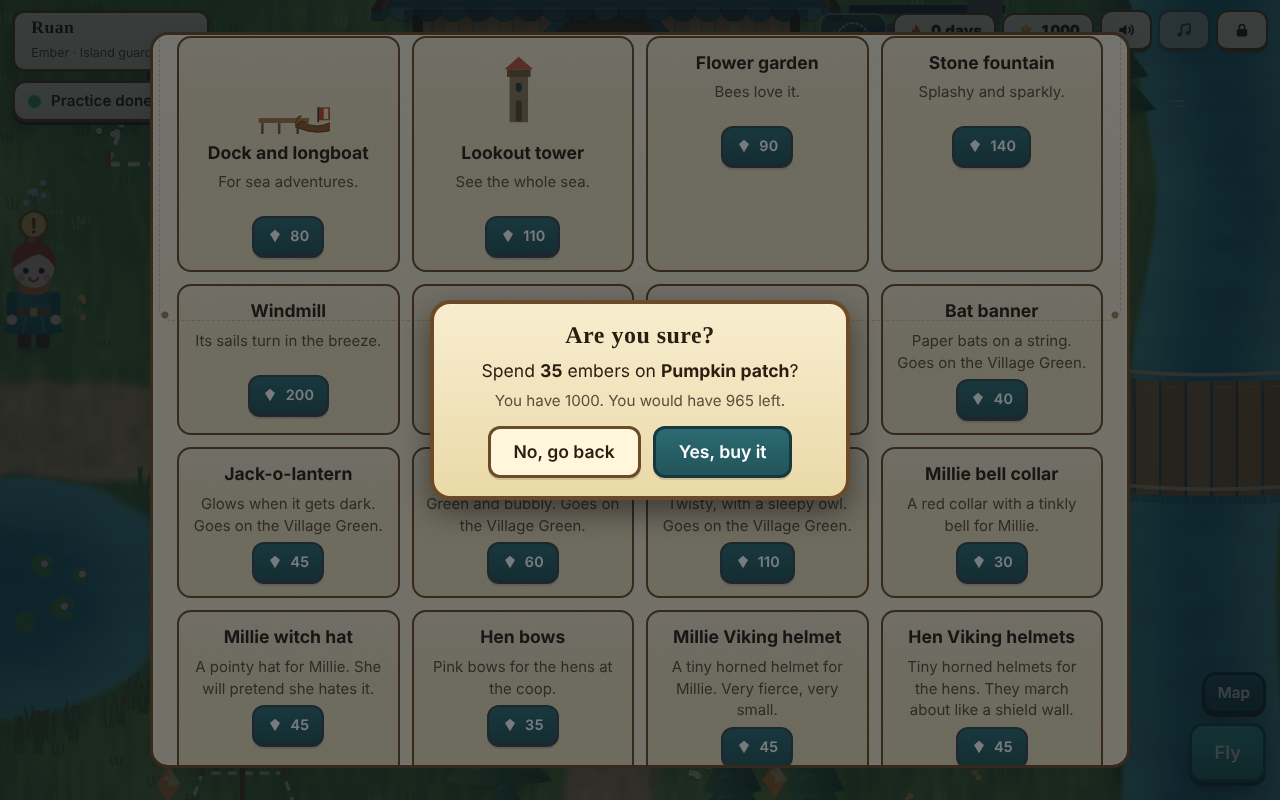 Ruan
Ember · Island guard
0 days
1000
Practice done
Dock and longboat
For sea adventures.
80
Lookout tower
See the whole sea.
110
Flower garden
Bees love it.
90
Stone fountain
Splashy and sparkly.
140
Windmill
Its sails turn in the breeze.
200
Bat banner
Paper bats on a string.
Goes on the Village Green.
40
Are you sure?
Spend 35 embers on Pumpkin patch?
You have 1000. You would have 965 left.
No, go back
Yes, buy it
Jack-o-lantern
Glows when it gets dark.
Goes on the Village Green.
45
Green and bubbly. Goes on
the Village Green.
60
Twisty, with a sleepy owl.
Goes on the Village Green.
110
Millie bell collar
A red collar with a tinkly
bell for Millie.
30
Millie witch hat
A pointy hat for Millie. She
will pretend she hates it.
45
Hen bows
Pink bows for the hens at
the coop.
35
Millie Viking helmet
A tiny horned helmet for
Millie. Very fierce, very
small.
45
Hen Viking helmets
Tiny horned helmets for
the hens. They march
about like a shield wall.
45
Map
Fly